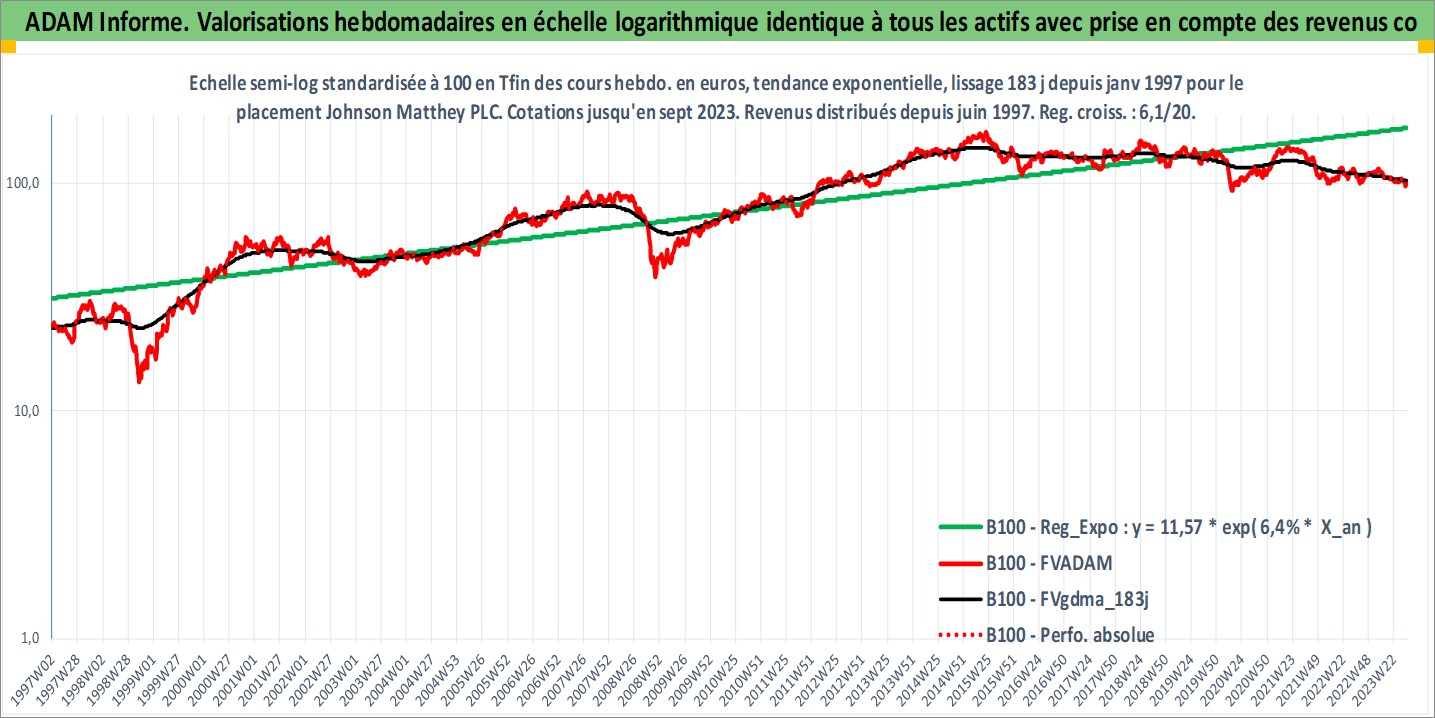 ADAM Informe. Valorisations hebdomadaires en échelle logarithmique identique à tous les actifs avec prise en compte des revenus co
Echelle semi-log standardisée à 100 en Tfin des cours hebdo. en euros, tendance exponentielle, lissage 183 j depuis janv 1997 pour le
placement Johnson Matthey PLC. Cotations jusqu'en sept 2023. Revenus distribués depuis juin 1997. Reg. croiss. : 6,1/20.
100,0
10,0
1,0
B100 - Reg_Expo : y = 11,57 * exp( 6,4% * X_an )
B100 - FVADAM
B100 - FVgdma_183j
B100 - Perfo. absolue
1997W02
1997W28
1998W02
1998W28
1999W01
1999W27
2000W01
2000W27
2001W01
2001W27
2002W01
2002W27
2003W01
2003W27
2004W01
2004W27
2004W53
2005W26
2005W52
2006W26
2006W52
2007W26
2007W52
2008W26
2008W52
2009W26
2009W52
2010W25
2010W51
2011W25
2011W51
2012W25
2012W51
2013W25
2013W51
2014W25
2014W51
2015W25
2015W51
2016W24
2016W50
2017W24
2017W50
2018W24
2018W50
2019W24
2019W50
2020W24
2020W50
2021W23
2021W49
2022W22
2022W48
2023W22